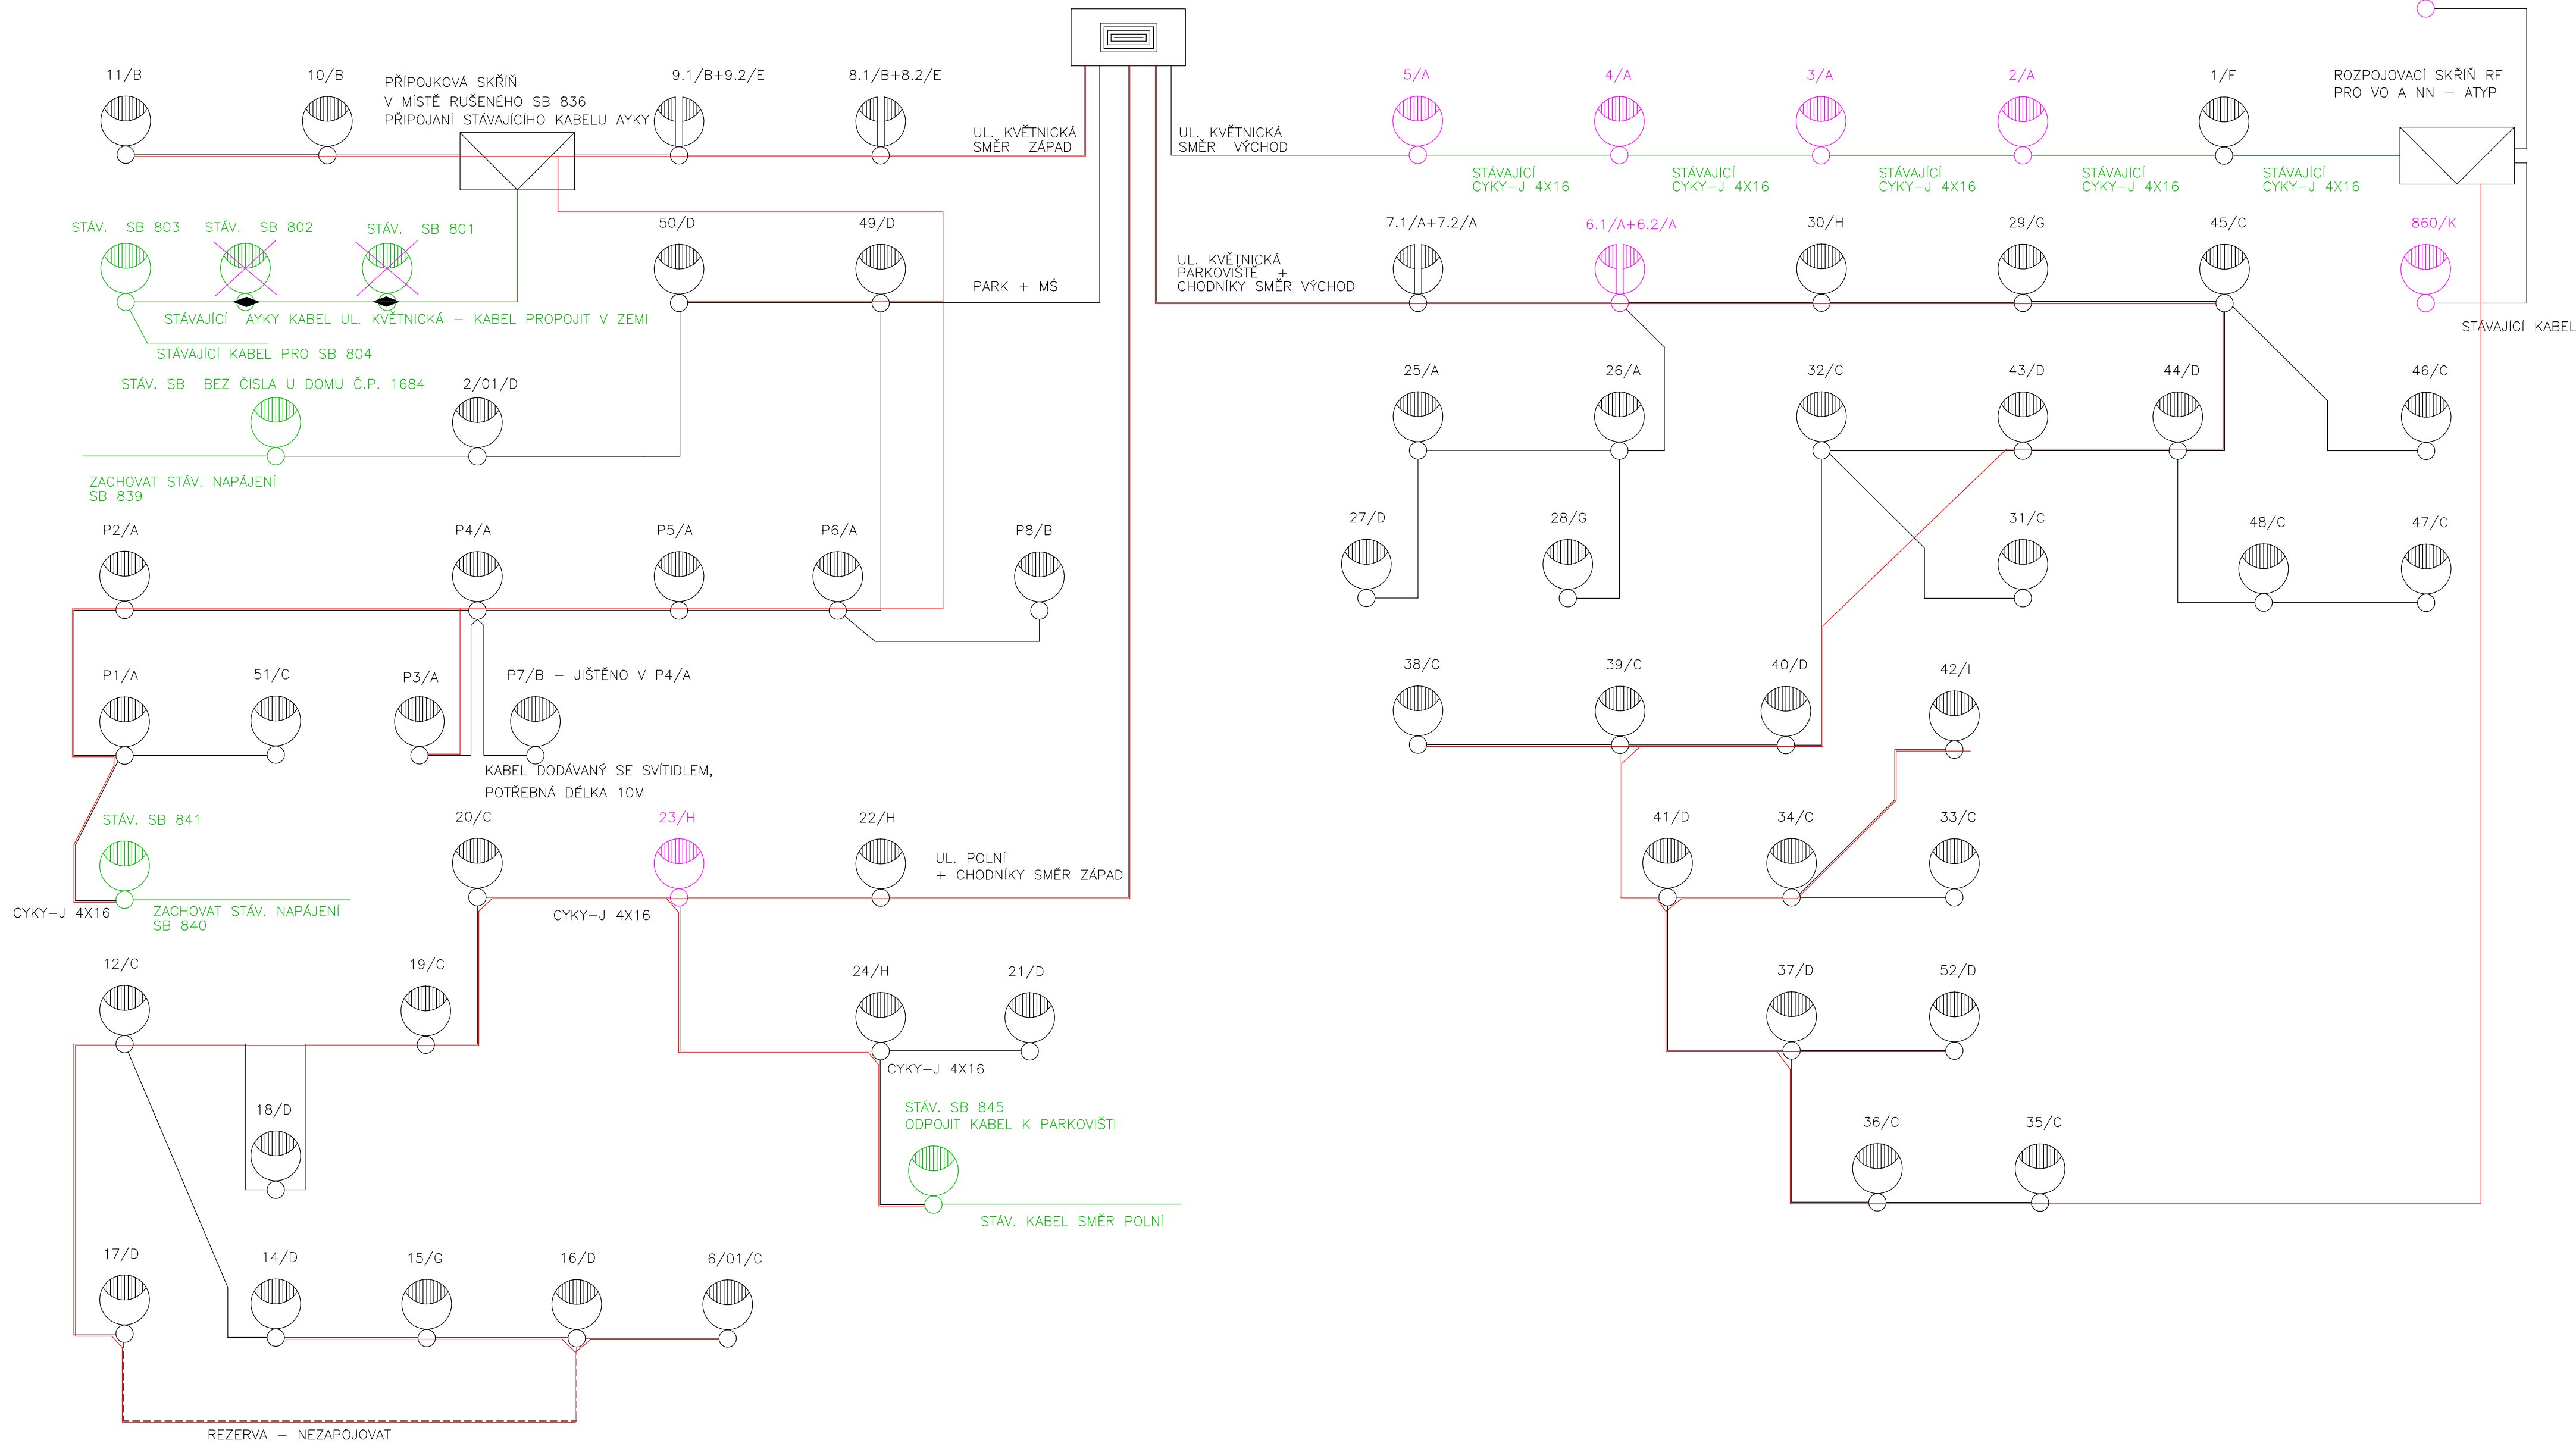 11/B
10/B
PŘÍPOJKOVÁ SKŘÍŇ
V MÍSTĚ RUŠENÉHO SB 836
PŘIPOJANÍ STÁVAJÍCÍHO KABELU AYKY
9.1/B+9.2/E
8.1/B+8.2/E
UL. KVĚTNICKÁ
SMĚR ZÁPAD
UL. KVĚTNICKÁ
SMĚR VÝCHOD
5/A
4/A
3/A
2/A
1/F
ROZPOJOVACÍ SKŘÍŇ RF
PRO VO A NN – ATYP
STÁVAJÍCÍ
CYKY–J 4X16
STÁVAJÍCÍ
CYKY–J 4X16
STÁVAJÍCÍ
CYKY–J 4X16
STÁVAJÍCÍ
CYKY–J 4X16
STÁVAJÍCÍ
CYKY–J 4X16
STÁV. SB 803
STÁV. SB 802
STÁV. SB 801
50/D
49/D
PARK + MŠ
UL. KVĚTNICKÁ
PARKOVIŠTĚ +
CHODNÍKY SMĚR VÝCHOD
7.1/A+7.2/A
6.1/A+6.2/A
30/H
29/G
45/C
860/K
STÁVAJÍCÍ KABEL
STÁVAJÍCÍ AYKY KABEL UL. KVĚTNICKÁ – KABEL PROPOJIT V ZEMI
STÁVAJÍCÍ KABEL PRO SB 804
STÁV. SB BEZ ČÍSLA U DOMU Č.P. 1684
2/01/D
25/A
26/A
32/C
43/D
44/D
46/C
ZACHOVAT STÁV. NAPÁJENÍ
SB 839
P2/A
P4/A
P5/A
P6/A
P8/B
27/D
28/G
31/C
48/C
47/C
P1/A
51/C
P3/A
P7/B – JIŠTĚNO V P4/A
38/C
39/C
40/D
42/I
KABEL DODÁVANÝ SE SVÍTIDLEM,
POTŘEBNÁ DÉLKA 10M
STÁV. SB 841
20/C
23/H
22/H
UL. POLNÍ
+ CHODNÍKY SMĚR ZÁPAD
41/D
34/C
33/C
CYKY–J 4X16
ZACHOVAT STÁV. NAPÁJENÍ
SB 840
CYKY–J 4X16
12/C
19/C
24/H
21/D
37/D
52/D
CYKY–J 4X16
18/D
STÁV. SB 845
ODPOJIT KABEL K PARKOVIŠTI
36/C
35/C
STÁV. KABEL SMĚR POLNÍ
17/D
14/D
15/G
16/D
6/01/C
REZERVA – NEZAPOJOVAT